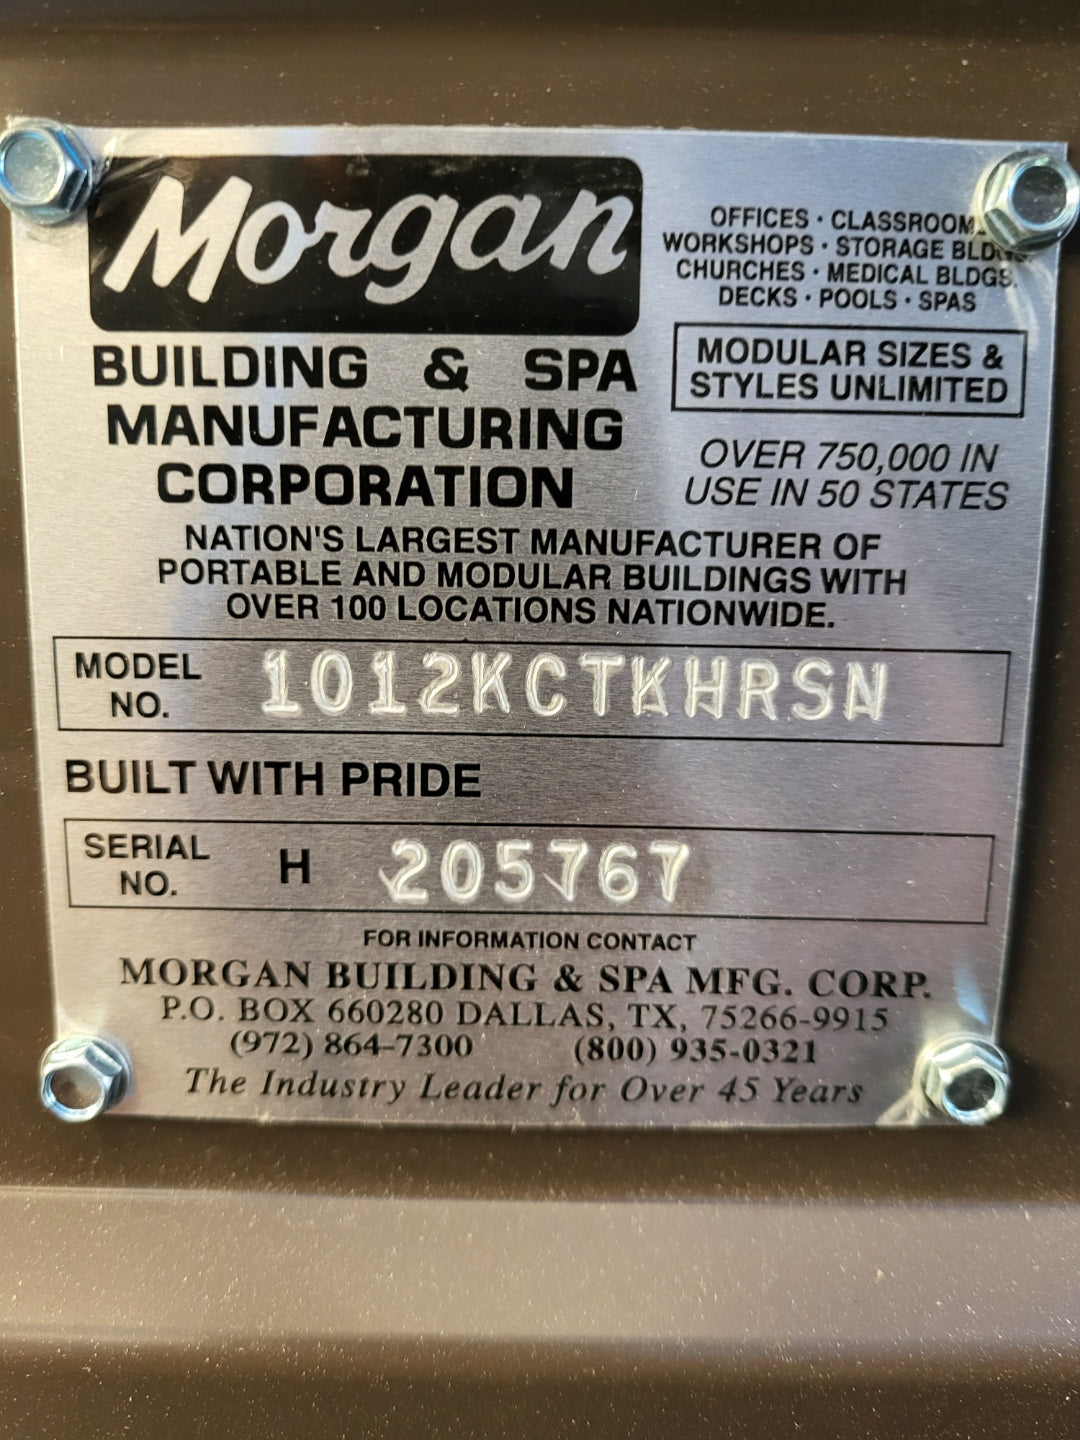 Morgan
BUILDING & SPA
MANUFACTURING
CORPORATION
OFFICES · CLASSROOMS
WORKSHOPS · STORAGE BLDGS.
CHURCHES · MEDICAL BLDGS.
DECKS · POOLS · SPAS
MODULAR SIZES &
STYLES UNLIMITED
OVER 750,000 IN
USE IN 50 STATES
NATION'S LARGEST MANUFACTURER OF
PORTABLE AND MODULAR BUILDINGS WITH
OVER 100 LOCATIONS NATIONWIDE.
MODEL NO. 1012KCTKHRSN
BUILT WITH PRIDE
SERIAL NO. H 205767
FOR INFORMATION CONTACT
MORGAN BUILDING & SPA MFG. CORP.
P.O. BOX 660280 DALLAS, TX, 75266-9915
(972) 864-7300 (800) 935-0321
The Industry Leader for Over 45 Years